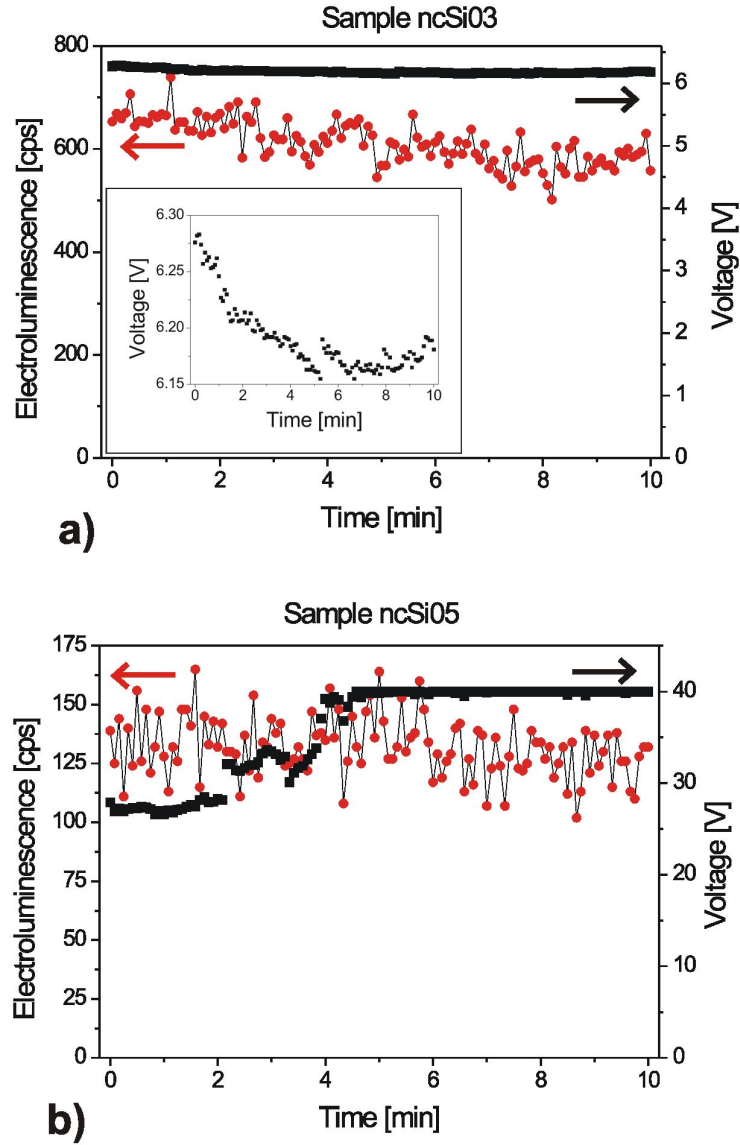 Sample ncSi03
800
600
400
200
0
Electroluminescence [cps]
6
5
4
3
2
1
0
Voltage [V]
6.30
6.25
6.20
6.15
Voltage [V]
0 2 4 6 8 10
Time [min]
0 2 4 6 8 10
Time [min]
a)
Sample ncSi05
175
150
125
100
75
50
25
0
Electroluminescence [cps]
40
30
20
10
0
Voltage [V]
0 2 4 6 8 10
Time [min]
b)